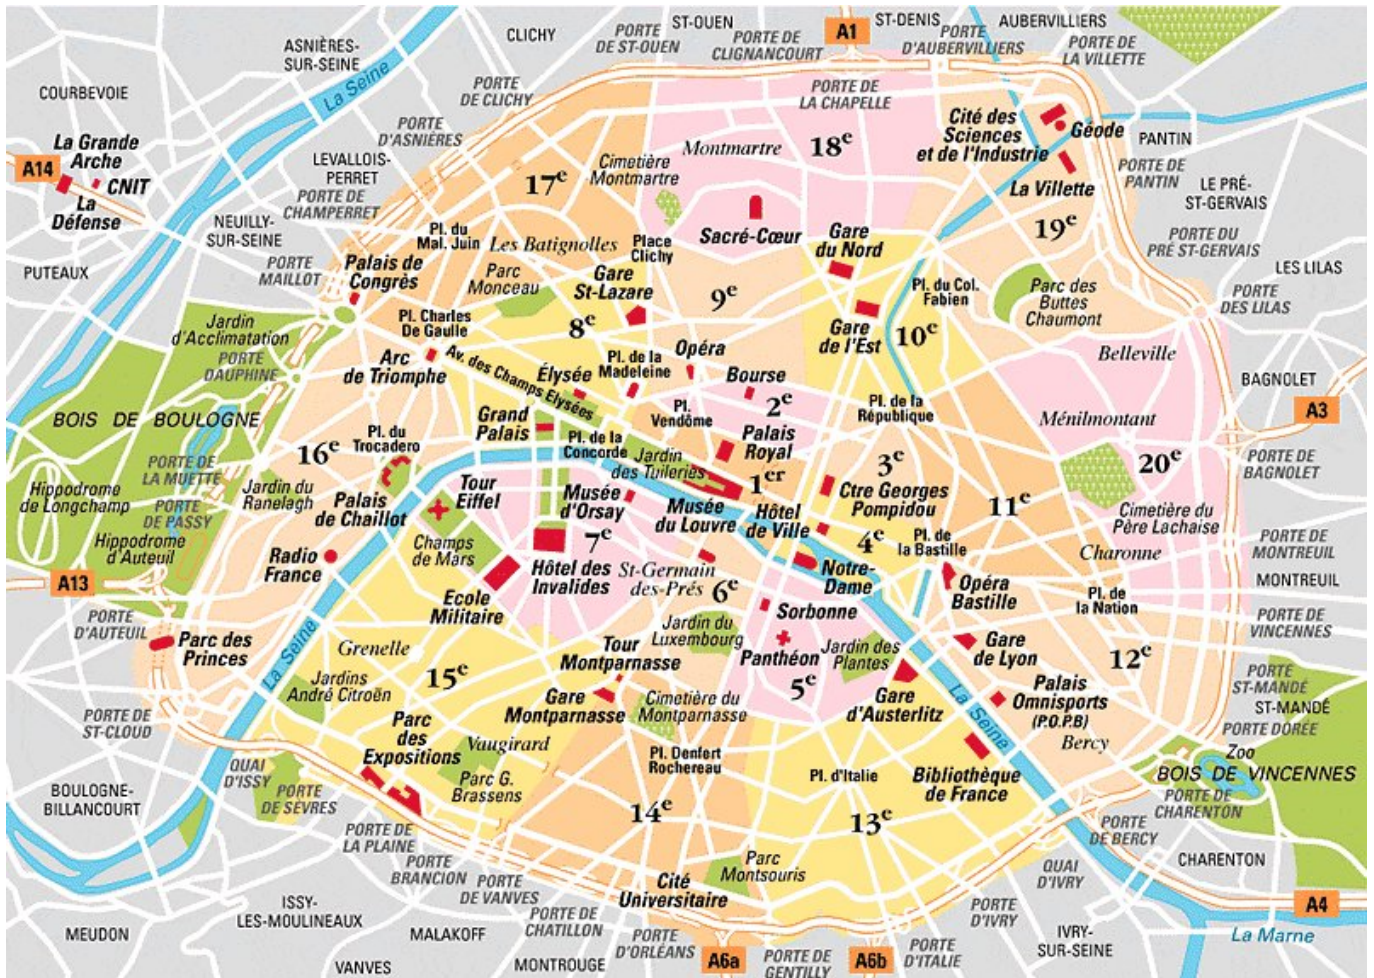 CLICHY
ST-OUEN
A1
ST-DENIS
AUBERVILLIERS
PORTE
DE ST-OUEN
PORTE DE
CLIGNANCOURT
PORTE
D'AUBERVILLIERS
PORTE DE
LA VILLETTE
ASNIÈRES-
SUR-SEINE
La Seine
PORTE
DE CLICHY
PORTE DE
LA CHAPELLE
COURBEVOIE
PORTE
D'ASNIÈRES
Cité des
Sciences
et de l'Industrie
Géode
PANTIN
La Grande
Arche
CNIT
A14
La
Défense
LEVALLOIS-
PERRET
PORTE DE
CHAMPERRET
17e
Cimetière
Montmartre
Montmartre
18e
La Villette
PORTE DE
PANTIN
LE PRÉ-
ST-GERVAIS
NEUILLY-
SUR-SEINE
Pl. du
Mal. Juin
Les Batignolles
Place
Clichy
Sacré-Cœur
Gare
du Nord
19e
PORTE DU
PRÉ ST-GERVAIS
PUTEAUX
PORTE
MAILLOT
Palais de
Congrès
Parc
Monceau
Gare
St-Lazare
9e
Pl. du Col.
Fabien
Parc des
Buttes
Chaumont
LES LILAS
PORTE
DES LILAS
Jardin
d'Acclimatation
Pl. Charles
De Gaulle
8e
Gare
de l'Est
10e
PORTE
DAUPHINE
Arc
de Triomphe
Av. des Champs Elysées
Élysée
Pl. de la
Madeleine
Opéra
Bourse
Belleville
BAGNOLET
A3
BOIS DE BOULOGNE
Grand
Palais
Pl. de la
Concorde
Pl.
Vendôme
2e
Palais
Royal
Pl. de la
République
Ménilmontant
PORTE DE
LA MUETTE
16e
Pl. du
Trocadero
Jardin
des Tuileries
1er
3e
20e
PORTE DE
BAGNOLET
Hippodrome
de Longchamp
Jardin du
Ranelagh
Palais
de Chaillot
Tour
Eiffel
Musée
d'Orsay
Musée
du Louvre
Hôtel
de Ville
Ctre Georges
Pompidou
11e
Cimetière du
Père Lachaise
PORTE
DE PASSY
Hippodrome
d'Auteuil
Radio
France
Champs
de Mars
7e
Hôtel des
Invalides
St-Germain
des-Prés
4e
Pl. de
la Bastille
Charonne
PORTE DE
MONTREUIL
MONTREUIL
A13
Ecole
Militaire
6e
Notre-
Dame
Opéra
Bastille
Pl. de
la Nation
PORTE
D'AUTEUIL
Parc des
Princes
La Seine
Grenelle
Tour
Montparnasse
Jardin du
Luxembourg
Sorbonne
Panthéon
Jardin des
Plantes
Gare
de Lyon
12e
PORTE DE
VINCENNES
Jardins
André Citroën
15e
Gare
Montparnasse
Cimetière du
Montparnasse
5e
Gare
d'Austerlitz
La Seine
Palais
Omnisports
(P.O.P.B)
PORTE
ST-MANDÉ
ST-MANDÉ
PORTE DE
ST-CLOUD
Parc
des
Expositions
Vaugirard
Pl. Denfert
Rochereau
Pl. d'Italie
Bibliothèque
de France
Bercy
PORTE DORÉE
Zoo
BOIS DE VINCENNES
QUAI
D'ISSY
PORTE
DE SÈVRES
Parc G.
Brassens
14e
13e
PORTE DE
CHARENTON
BOULOGNE-
BILLANCOURT
PORTE DE
LA PLAINE
PORTE
DE BERCY
CHARENTON
PORTE
BRANCION
PORTE
DE VANVES
Cité
Universitaire
Parc
Montsouris
QUAI
D'IVRY
ISSY-
LES-MOULINEAUX
PORTE DE
CHATILLON
PORTE
D'IVRY
A4
MEUDON
MALAKOFF
PORTE
D'ORLÉANS
PORTE
D'ITALIE
IVRY-
SUR-SEINE
La Marne
VANVES
MONTROUGE
A6a
PORTE DE
GENTILLY
A6b